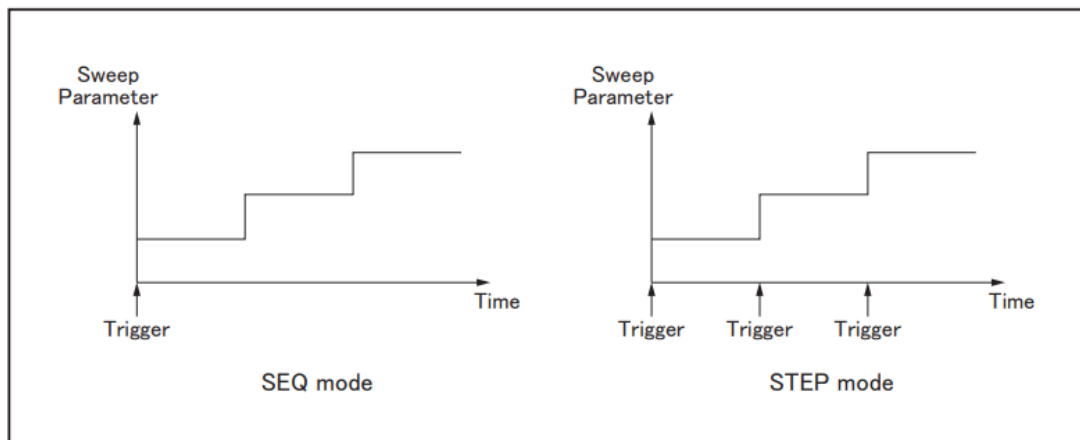 Sweep
Parameter
Time
Trigger
SEQ mode
Sweep
Parameter
Time
Trigger Trigger Trigger
STEP mode